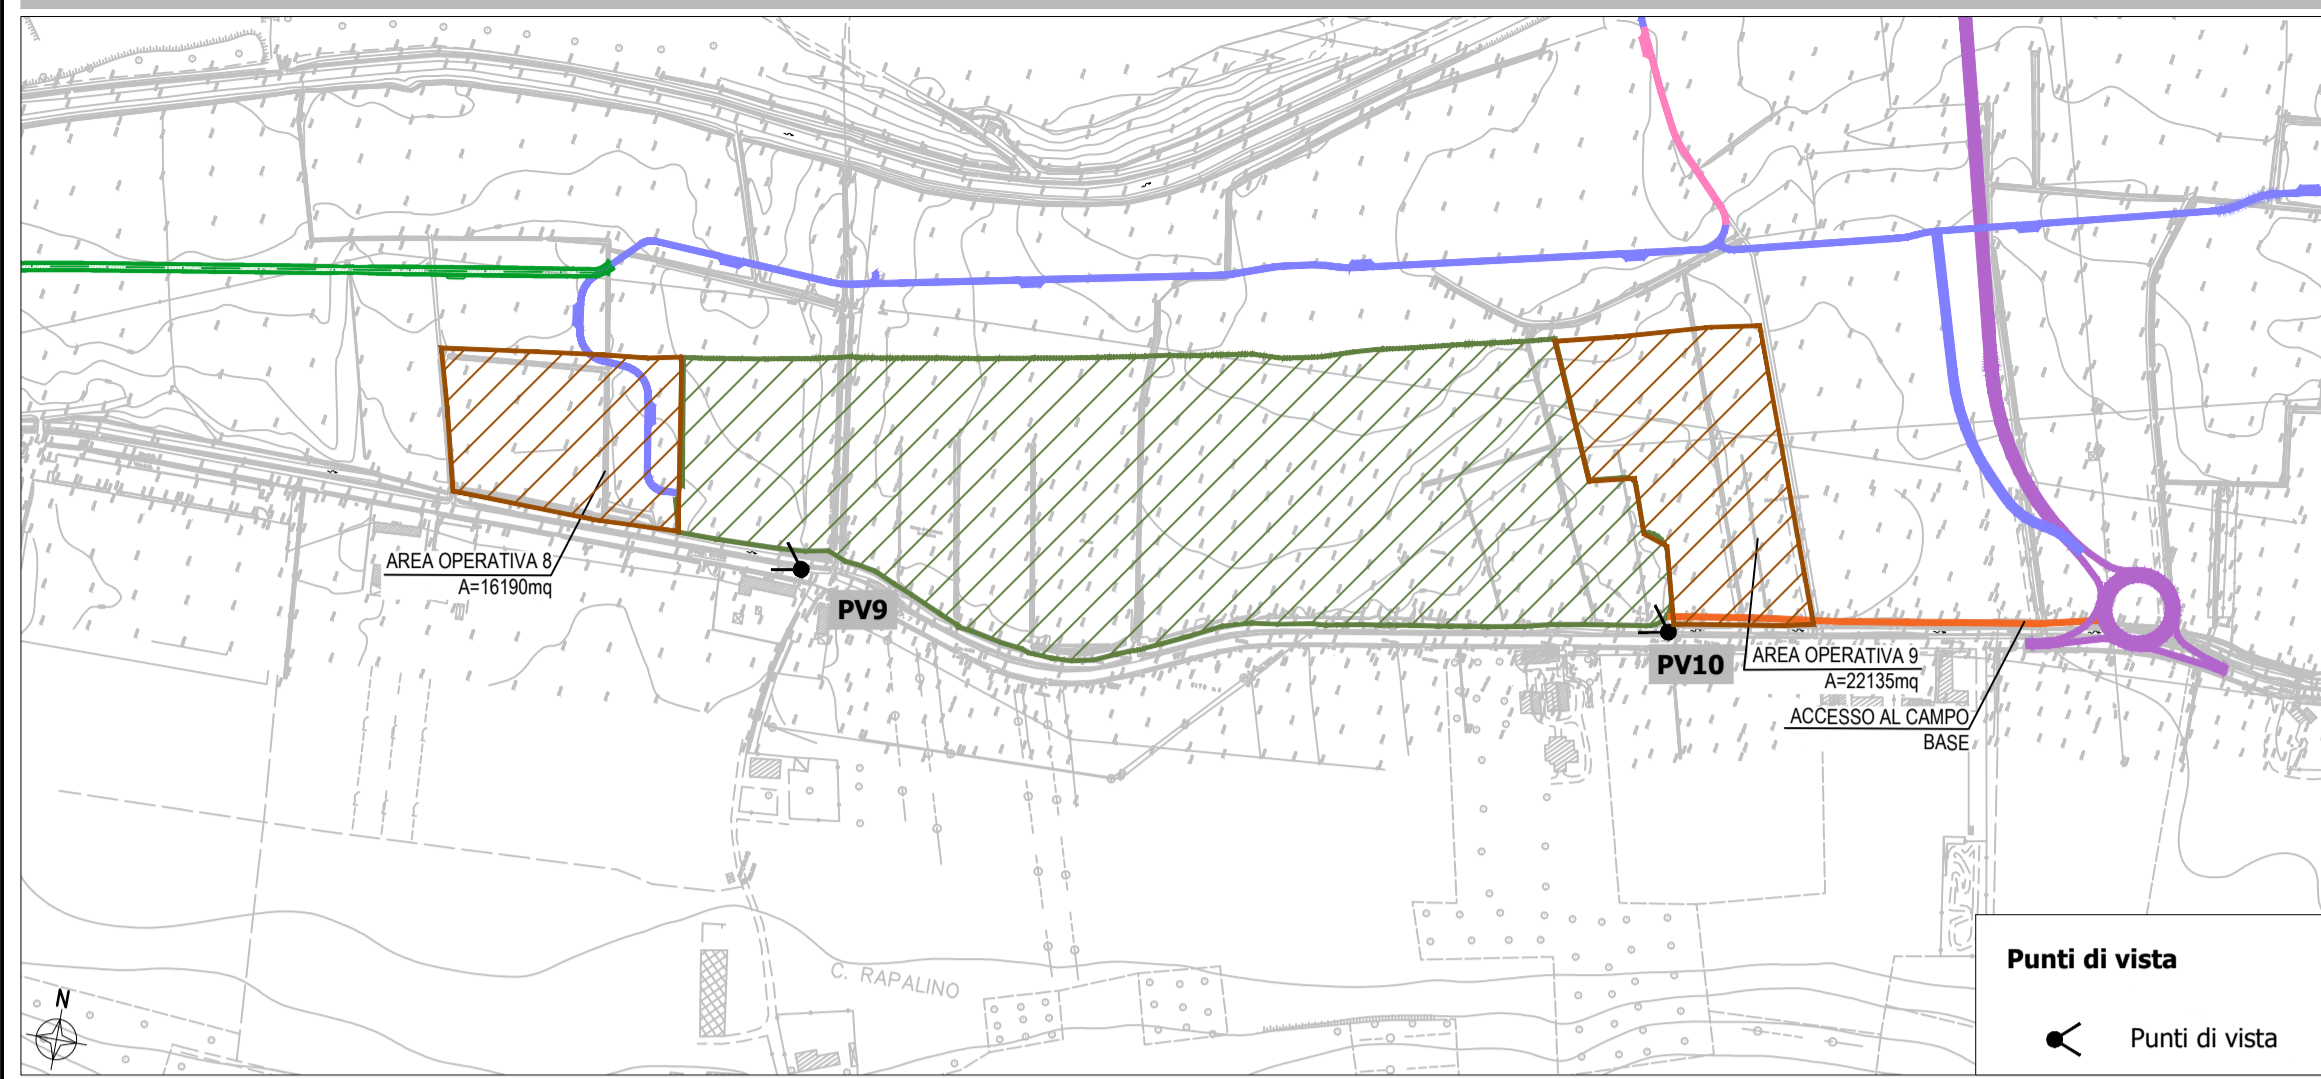 AREA OPERATIVA 8
A=16190mq
PV9
PV10
AREA OPERATIVA 9
A=22135mq
ACCESSO AL CAMPO
BASE
C. RAPALINO
N
Punti di vista
Punti di vista